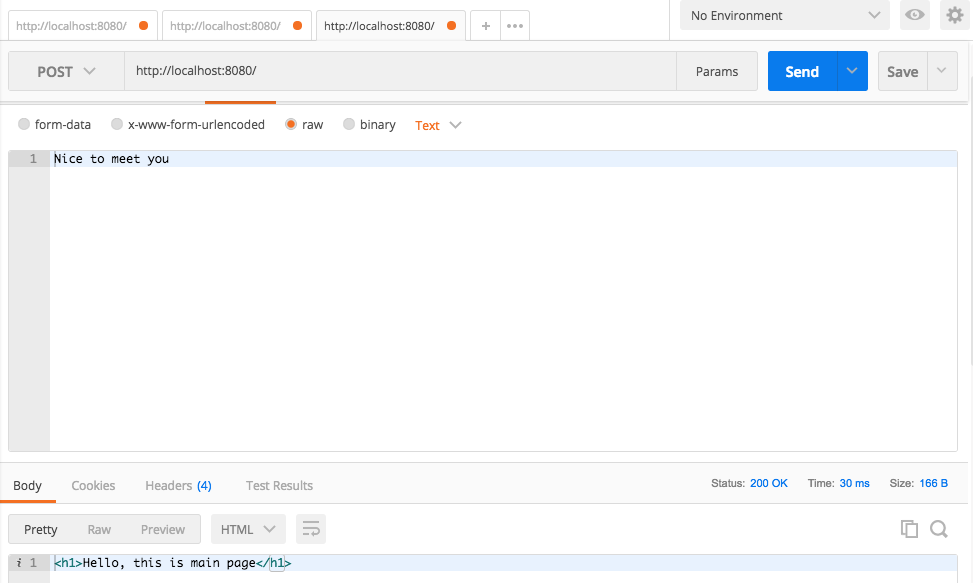 http://localhost:8080/ http://localhost:8080/ http://localhost:8080/ + ••• No Environment
POST http://localhost:8080/ Params Send Save
form-data x-www-form-urlencoded raw binary Text
1 Nice to meet you
Body Cookies Headers (4) Test Results Status: 200 OK Time: 30 ms Size: 166 B
Pretty Raw Preview HTML
i 1 <h1>Hello, this is main page</h1>